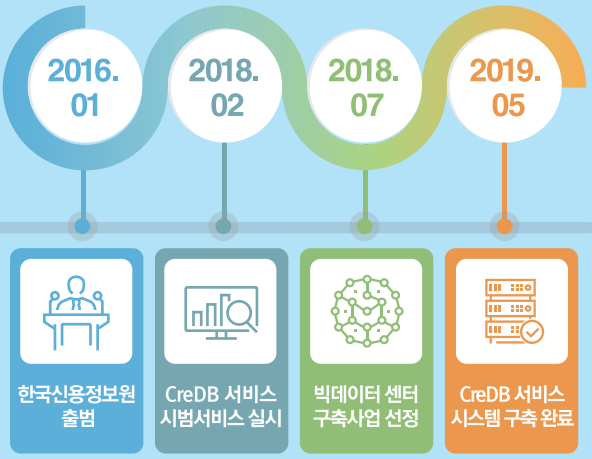 2016.
01
2018.
02
2018.
07
2019.
05
한국신용정보원
출범
CreDB 서비스
시범서비스 실시
빅데이터 센터
구축사업 선정
CreDB 서비스
시스템 구축 완료